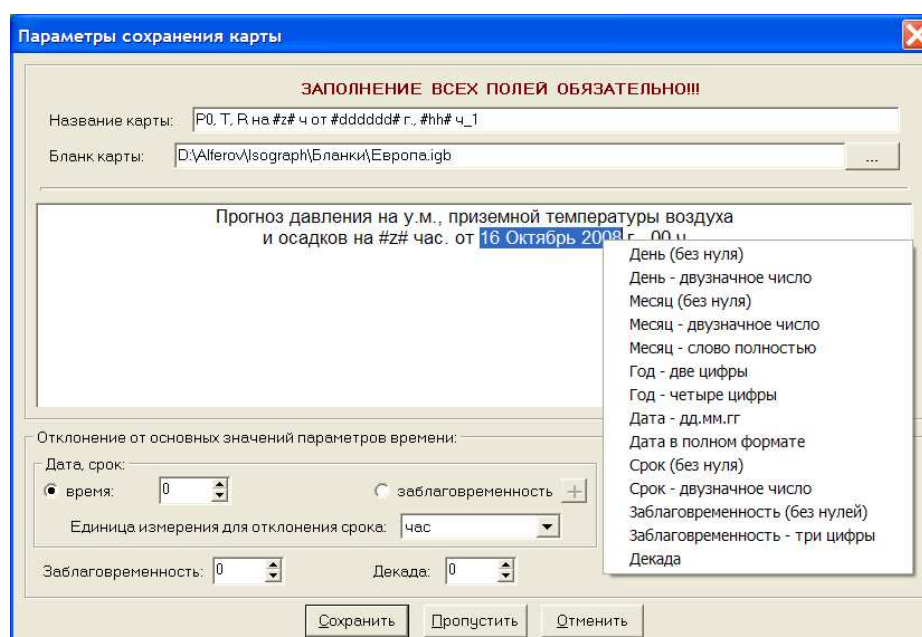 Параметры сохранения карты
ЗАПОЛНЕНИЕ ВСЕХ ПОЛЕЙ ОБЯЗАТЕЛЬНО!!!
Название карты: P0, T, R на #z# ч от #dddddd# г., #hh# ч_1
Бланк карты: D:\Alferov\Isograph\Бланки\Европа.igb ...
Прогноз давления на у.м., приземной температуры воздуха
и осадков на #z# час. от 16 Октябрь 2008 г., 00 ч
День (без нуля)
День - двузначное число
Месяц (без нуля)
Месяц - двузначное число
Месяц - слово полностью
Год - две цифры
Год - четыре цифры
Дата - дд.мм.гг
Дата в полном формате
Срок (без нуля)
Срок - двузначное число
Заблаговременность (без нулей)
Заблаговременность - три цифры
Декада
Отклонение от основных значений параметров времени:
Дата, срок:
время: 0 заблаговременность +
Единица измерения для отклонения срока: час
Заблаговременность: 0 Декада: 0
Сохранить Пропустить Отменить